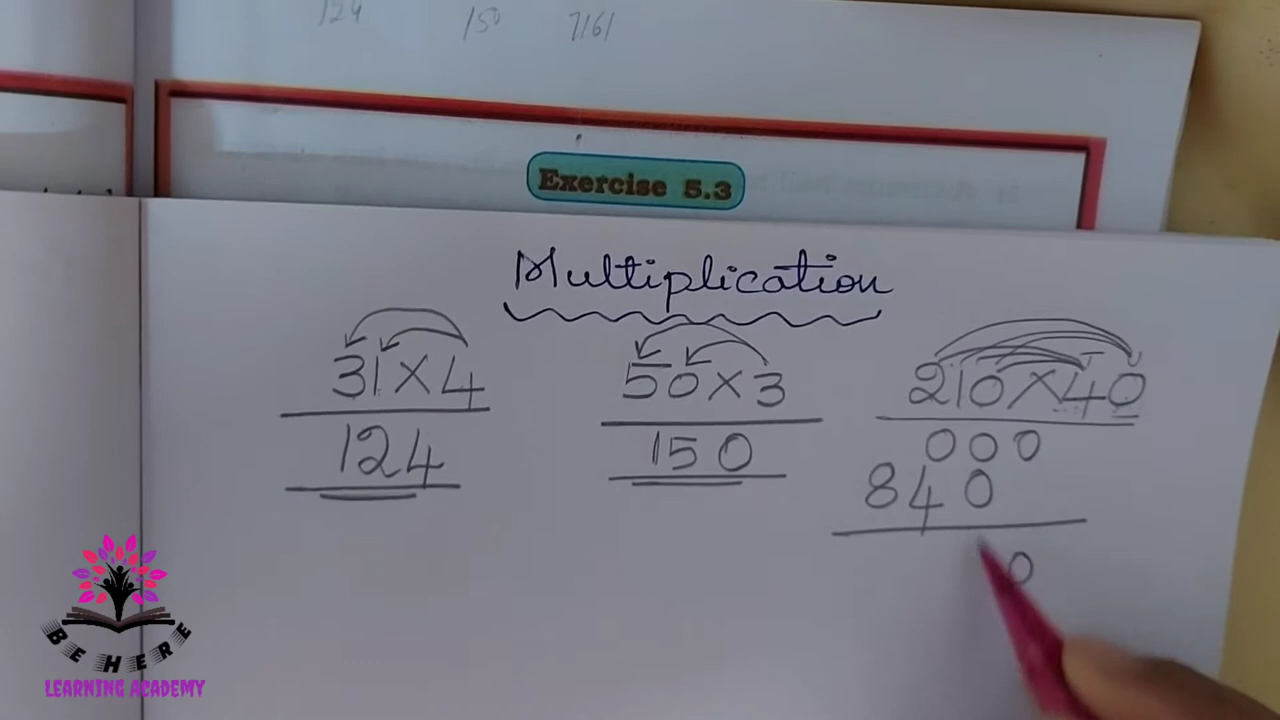 124 150 7161
Exercise 5.3
Multiplication
31×4 50×3 210×40
124 150 000
840
0
BE HERE
LEARNING ACADEMY